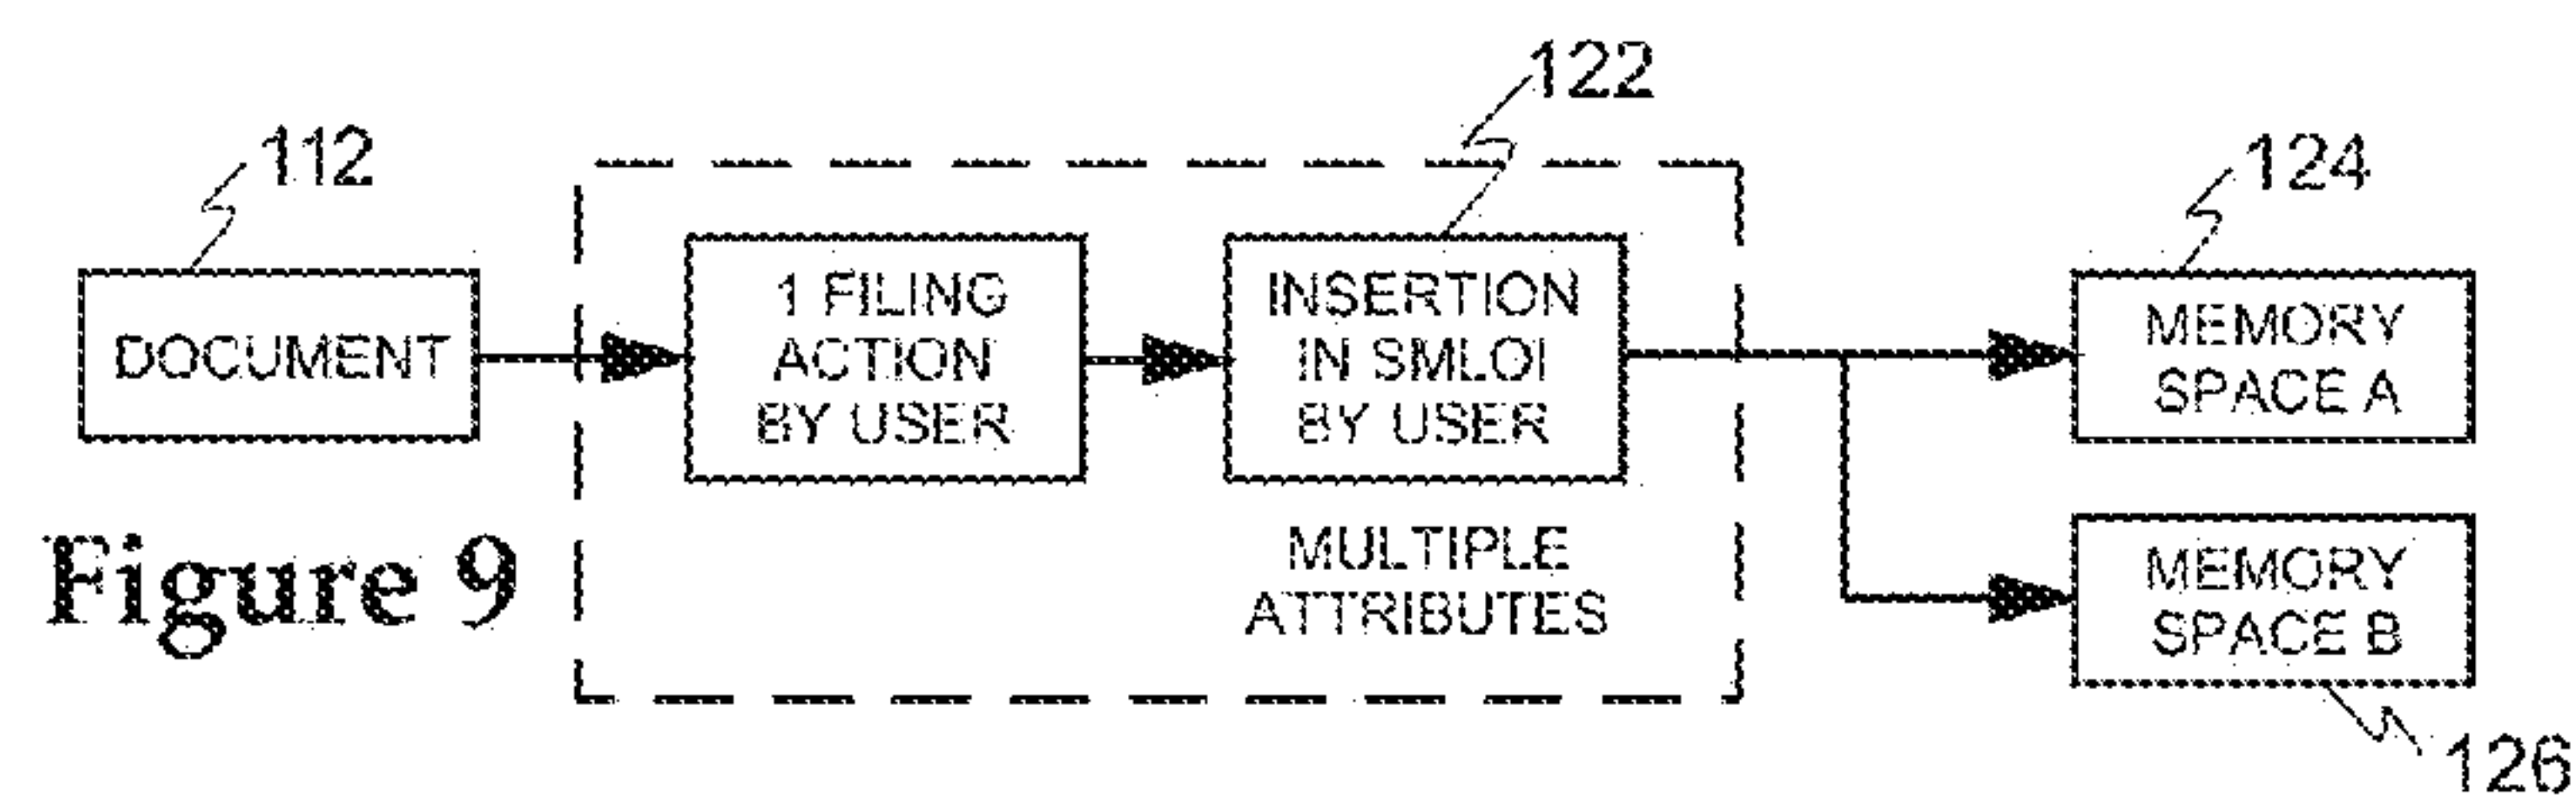 122
112
124
DOCUMENT
1 FILING
ACTION
BY USER
INSERTION
IN SMLOI
BY USER
MEMORY
SPACE A
Figure 9
MULTIPLE
ATTRIBUTES
MEMORY
SPACE B
126